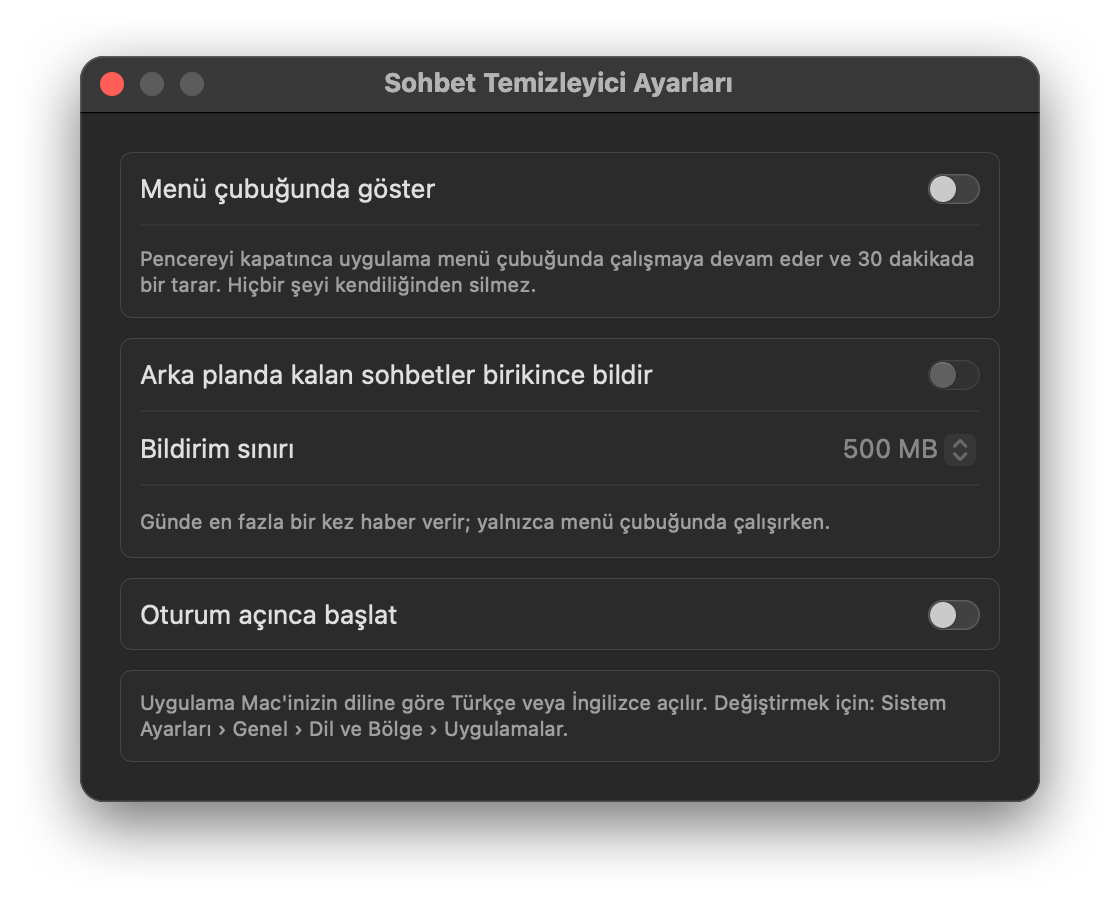 Sohbet Temizleyici Ayarları
Menü çubuğunda göster
Pencereyi kapatınca uygulama menü çubuğunda çalışmaya devam eder ve 30 dakikada
bir tarar. Hiçbir şeyi kendiliğinden silmez.
Arka planda kalan sohbetler birikince bildir
Bildirim sınırı 500 MB
Günde en fazla bir kez haber verir; yalnızca menü çubuğunda çalışırken.
Oturum açınca başlat
Uygulama Mac'inizin diline göre Türkçe veya İngilizce açılır. Değiştirmek için: Sistem
Ayarları › Genel › Dil ve Bölge › Uygulamalar.